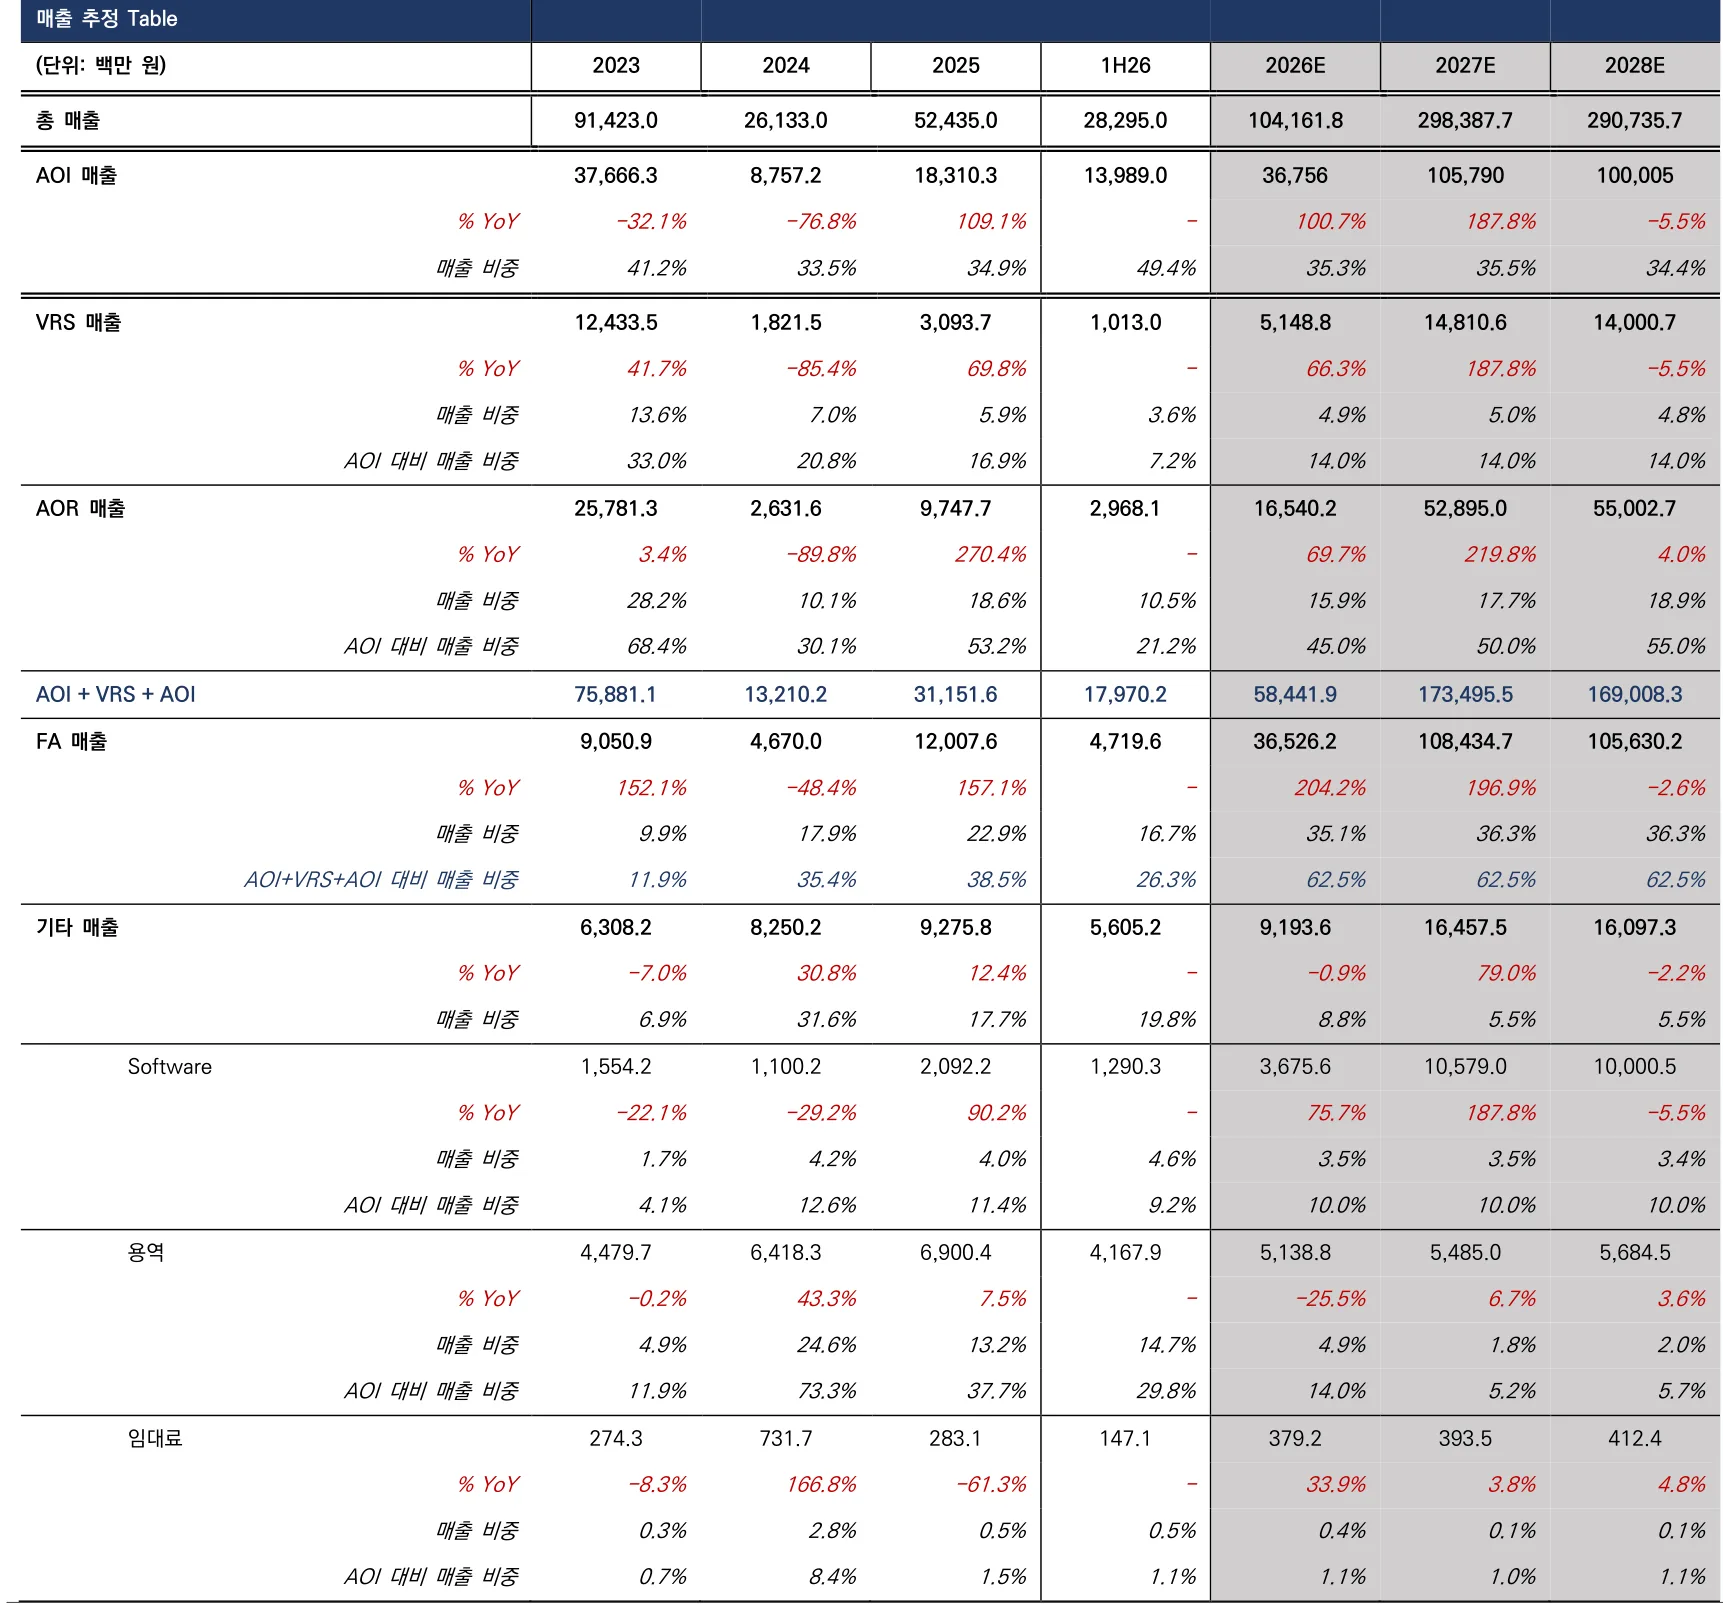 매출 추정 Table
(단위: 백만 원) 2023 2024 2025 1H26 2026E 2027E 2028E
총 매출 91,423.0 26,133.0 52,435.0 28,295.0 104,161.8 298,387.7 290,735.7
AOI 매출 37,666.3 8,757.2 18,310.3 13,989.0 36,756 105,790 100,005
% YoY -32.1% -76.8% 109.1% - 100.7% 187.8% -5.5%
매출 비중 41.2% 33.5% 34.9% 49.4% 35.3% 35.5% 34.4%
VRS 매출 12,433.5 1,821.5 3,093.7 1,013.0 5,148.8 14,810.6 14,000.7
% YoY 41.7% -85.4% 69.8% - 66.3% 187.8% -5.5%
매출 비중 13.6% 7.0% 5.9% 3.6% 4.9% 5.0% 4.8%
AOI 대비 매출 비중 33.0% 20.8% 16.9% 7.2% 14.0% 14.0% 14.0%
AOR 매출 25,781.3 2,631.6 9,747.7 2,968.1 16,540.2 52,895.0 55,002.7
% YoY 3.4% -89.8% 270.4% - 69.7% 219.8% 4.0%
매출 비중 28.2% 10.1% 18.6% 10.5% 15.9% 17.7% 18.9%
AOI 대비 매출 비중 68.4% 30.1% 53.2% 21.2% 45.0% 50.0% 55.0%
AOI + VRS + AOI 75,881.1 13,210.2 31,151.6 17,970.2 58,441.9 173,495.5 169,008.3
FA 매출 9,050.9 4,670.0 12,007.6 4,719.6 36,526.2 108,434.7 105,630.2
% YoY 152.1% -48.4% 157.1% - 204.2% 196.9% -2.6%
매출 비중 9.9% 17.9% 22.9% 16.7% 35.1% 36.3% 36.3%
AOI+VRS+AOI 대비 매출 비중 11.9% 35.4% 38.5% 26.3% 62.5% 62.5% 62.5%
기타 매출 6,308.2 8,250.2 9,275.8 5,605.2 9,193.6 16,457.5 16,097.3
% YoY -7.0% 30.8% 12.4% - -0.9% 79.0% -2.2%
매출 비중 6.9% 31.6% 17.7% 19.8% 8.8% 5.5% 5.5%
Software 1,554.2 1,100.2 2,092.2 1,290.3 3,675.6 10,579.0 10,000.5
% YoY -22.1% -29.2% 90.2% - 75.7% 187.8% -5.5%
매출 비중 1.7% 4.2% 4.0% 4.6% 3.5% 3.5% 3.4%
AOI 대비 매출 비중 4.1% 12.6% 11.4% 9.2% 10.0% 10.0% 10.0%
용역 4,479.7 6,418.3 6,900.4 4,167.9 5,138.8 5,485.0 5,684.5
% YoY -0.2% 43.3% 7.5% - -25.5% 6.7% 3.6%
매출 비중 4.9% 24.6% 13.2% 14.7% 4.9% 1.8% 2.0%
AOI 대비 매출 비중 11.9% 73.3% 37.7% 29.8% 14.0% 5.2% 5.7%
임대료 274.3 731.7 283.1 147.1 379.2 393.5 412.4
% YoY -8.3% 166.8% -61.3% - 33.9% 3.8% 4.8%
매출 비중 0.3% 2.8% 0.5% 0.5% 0.4% 0.1% 0.1%
AOI 대비 매출 비중 0.7% 8.4% 1.5% 1.1% 1.1% 1.0% 1.1%